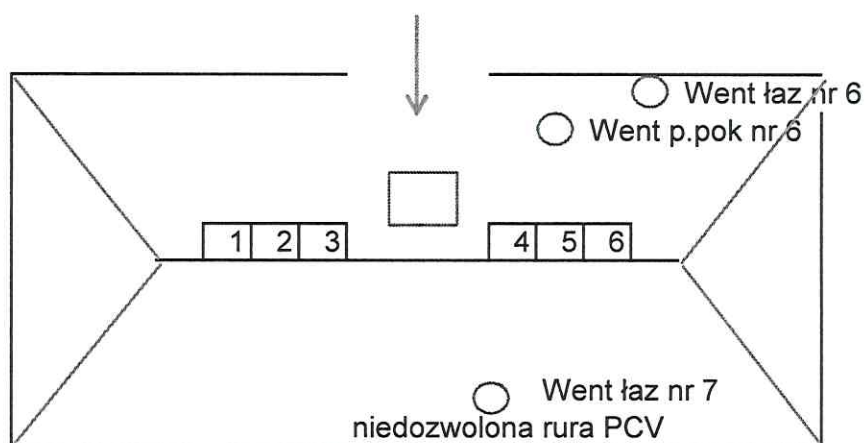 Went łaz nr 6
Went p.pok nr 6
1 2 3 4 5 6
Went łaz nr 7
niedozwolona rura PCV